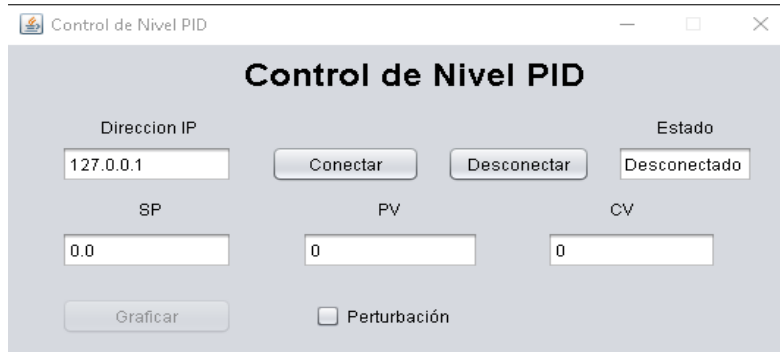 Control de Nivel PID
Control de Nivel PID
Direccion IP Estado
127.0.0.1 Conectar Desconectar Desconectado
SP PV CV
0.0 0 0
Graficar Perturbación